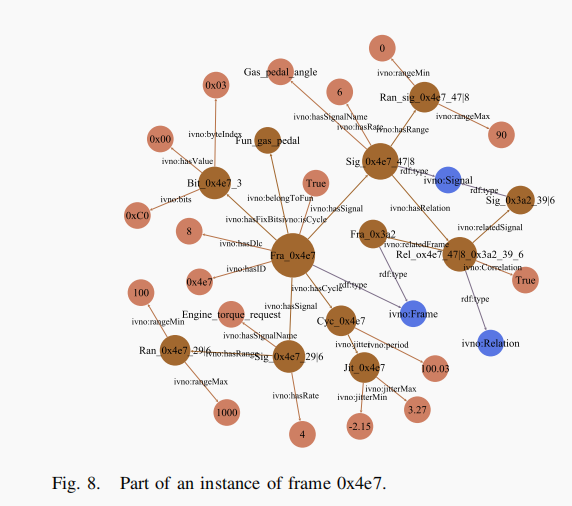 0
Gas_pedal_angle
ivno:rangeMin
0x03
6
Ran_sig_0x4e7_47|8
ivno:rangeMax
90
ivno:hasSignalName
ivno:hasRate
ivno:hasRange
0x00
ivno:byteIndex
Fun_gas_pedal
ivno:hasValue
Sig_0x4e7_47|8
rdf:type
ivno:Signal
rdf:type
Bit_0x4e7_3
True
ivno:bits
ivno:belongToFun
Sig_0x3a2_39|6
0xC0
ivno:hasSignal
ivno:hasRelation
ivno:hasFixBits
ivno:isCycle
ivno:relatedSignal
8
Fra_0x3a2
ivno:hasDlc
ivno:relatedFrame
Fra_0x4e7
Rel_ox4e7_47|8_0x3a2_39_6
ivno:hasID
ivno:Correlation
rdf:type
0x4e7
ivno:hasCycle
rdf:type
True
100
rdf:type
ivno:hasSignal
Engine_torque_request
ivno:Frame
ivno:rangeMin
Cyc_0x4e7
ivno:hasSignalName
ivno:jitter
ivno:period
ivno:Relation
Ran_0x4e7_29|6
ivno:hasRange
Sig_0x4e7_29|6
Jit_0x4e7
100.03
ivno:rangeMax
ivno:jitterMax
ivno:hasRate
ivno:jitterMin
1000
3.27
4
-2.15
Fig. 8. Part of an instance of frame 0x4e7.